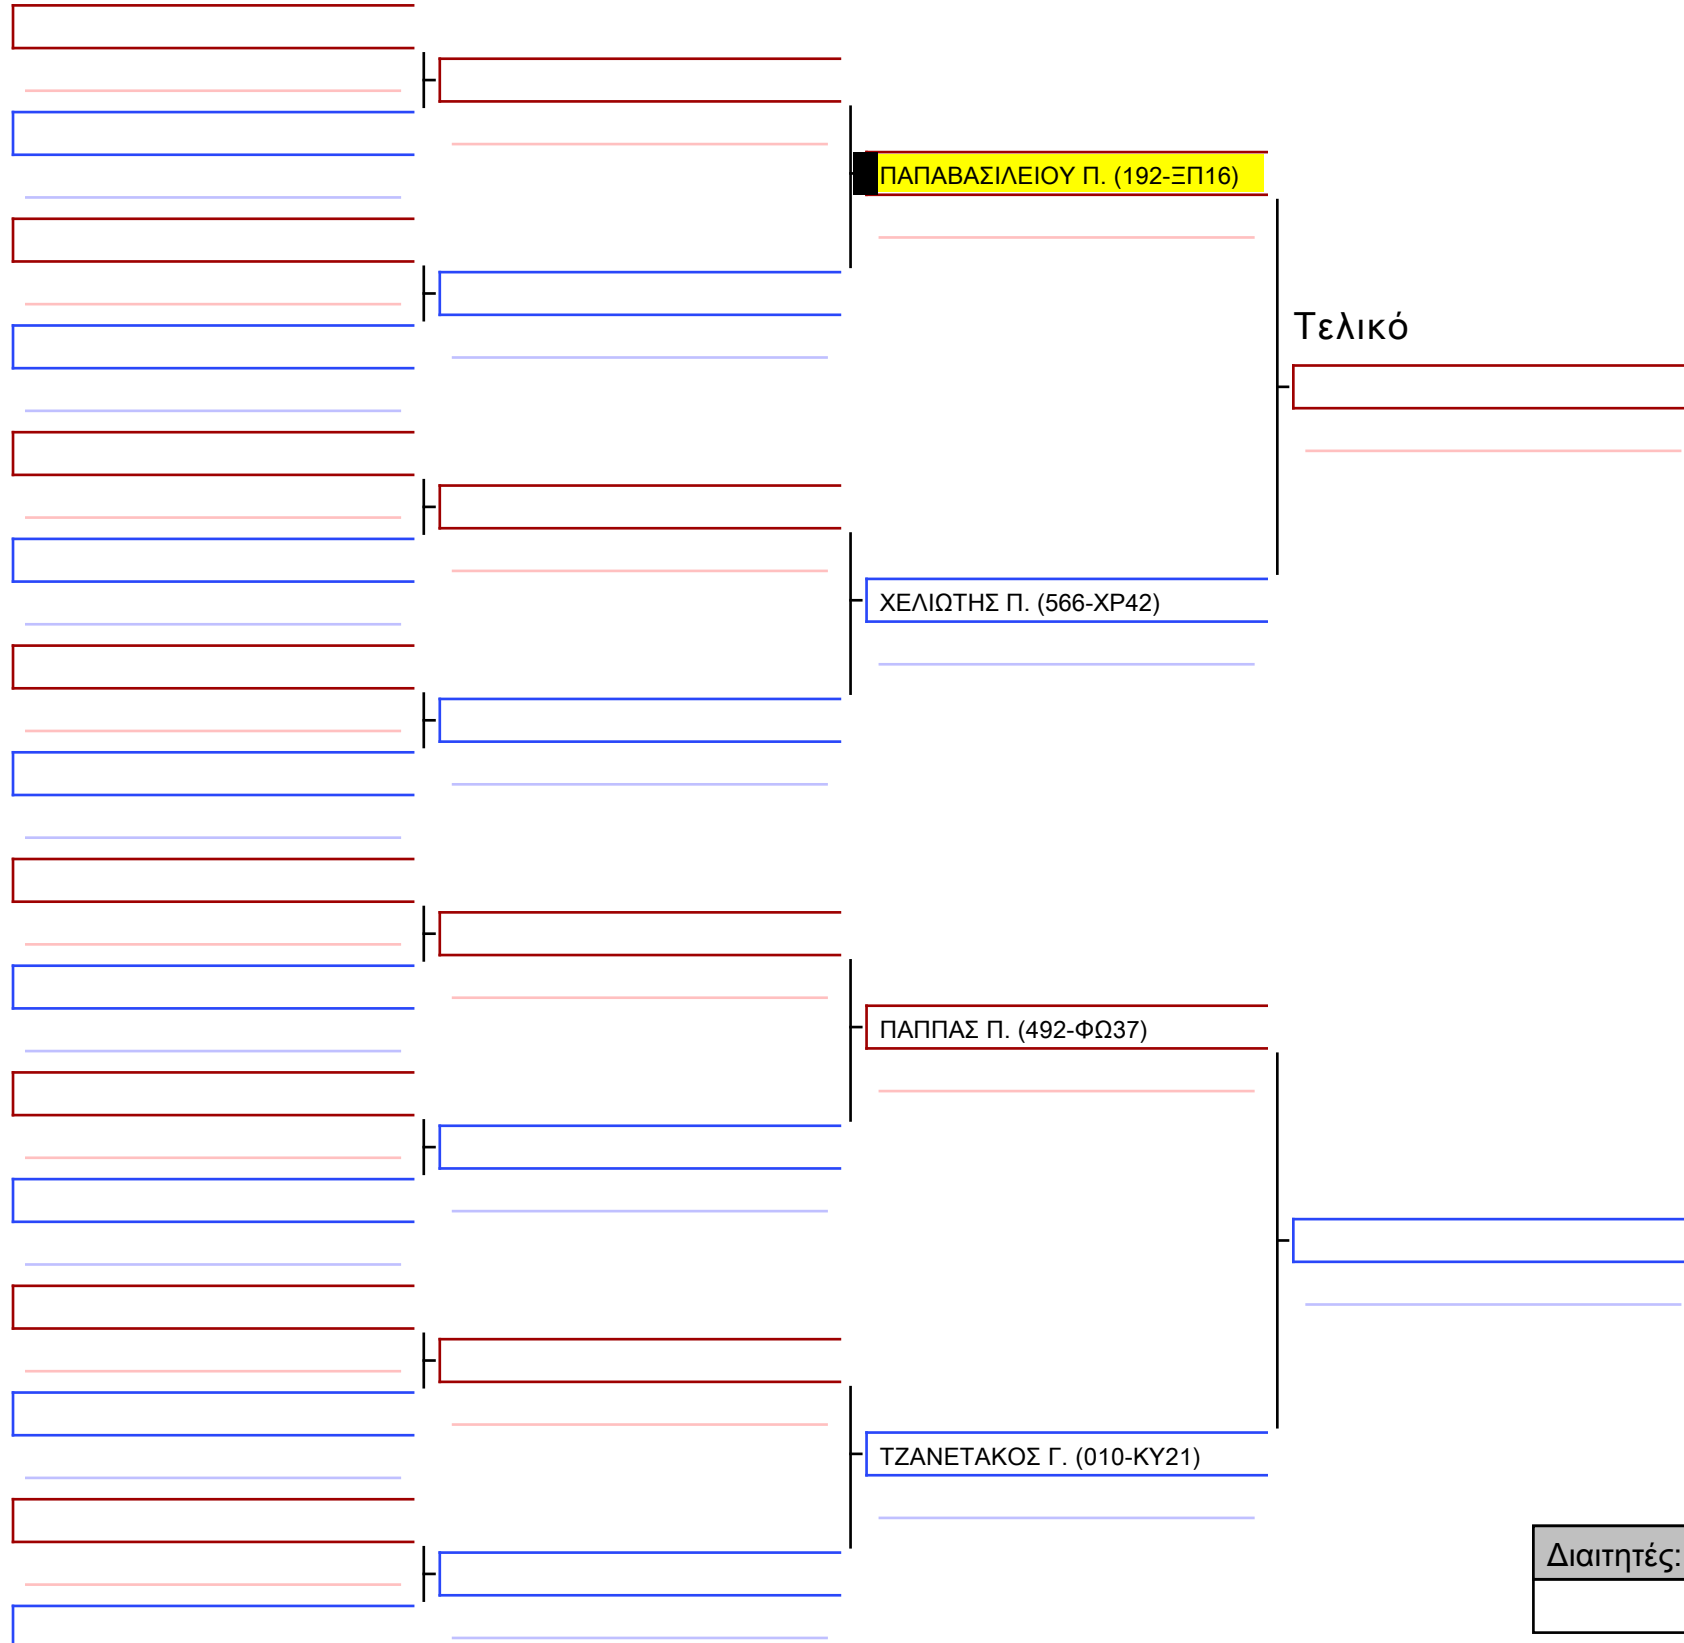 ΠΑΠΑΒΑΣΙΛΕΙΟΥ Π. (192-ΞΠ16)
Τελικό
ΧΕΛΙΩΤΗΣ Π. (566-ΧΡ42)
ΠΑΠΠΑΣ Π. (492-ΦΩ37)
ΤΖΑΝΕΤΑΚΟΣ Γ. (010-ΚΥ21)
Διαιτητές: